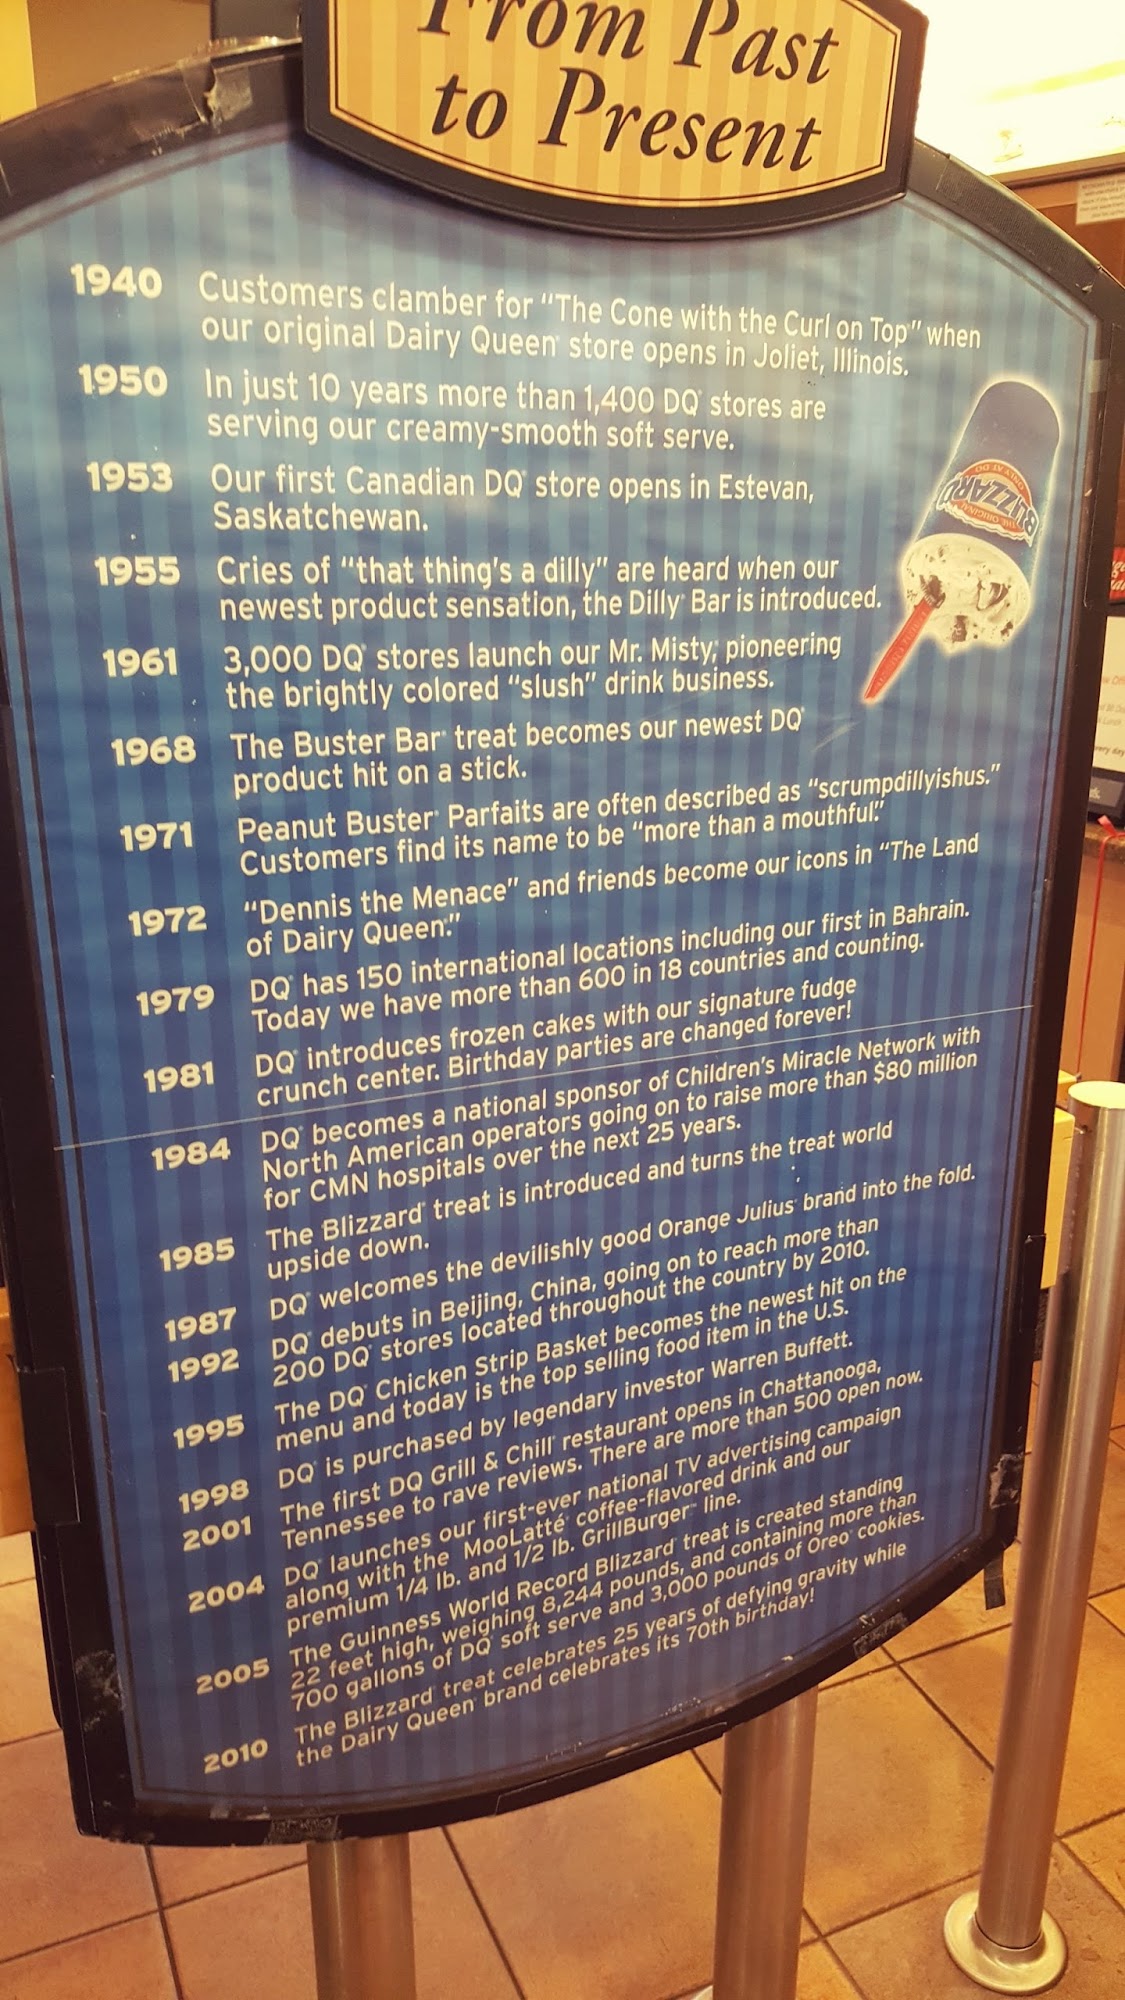 From Past
to Present
1940 Customers clamber for "The Cone with the Curl on Top" when
our original Dairy Queen store opens in Joliet, Illinois.
1950 In just 10 years more than 1,400 DQ stores are
serving our creamy-smooth soft serve.
1953 Our first Canadian DQ store opens in Estevan,
Saskatchewan.
1955 Cries of "that thing's a dilly" are heard when our
newest product sensation, the Dilly Bar is introduced.
1961 3,000 DQ stores launch our Mr. Misty, pioneering
the brightly colored "slush" drink business.
1968 The Buster Bar treat becomes our newest DQ
product hit on a stick.
1971 Peanut Buster Parfaits are often described as "scrumpdillyishus."
Customers find its name to be "more than a mouthful."
1972 "Dennis the Menace" and friends become our icons in "The Land
of Dairy Queen."
1979 DQ has 150 international locations including our first in Bahrain.
Today we have more than 600 in 18 countries and counting.
1981 DQ introduces frozen cakes with our signature fudge
crunch center. Birthday parties are changed forever!
1984 DQ becomes a national sponsor of Children's Miracle Network with
North American operators going on to raise more than $80 million
for CMN hospitals over the next 25 years.
1985 The Blizzard treat is introduced and turns the treat world
upside down.
1987 DQ welcomes the devilishly good Orange Julius brand into the fold.
1992 DQ debuts in Beijing, China, going on to reach more than
200 DQ stores located throughout the country by 2010.
1995 The DQ Chicken Strip Basket becomes the newest hit on the
menu and today is the top selling food item in the U.S.
1998 DQ is purchased by legendary investor Warren Buffett.
2001 The first DQ Grill & Chill restaurant opens in Chattanooga,
Tennessee to rave reviews. There are more than 500 open now.
2004 DQ launches our first-ever national TV advertising campaign
along with the MooLatté coffee-flavored drink and our
premium 1/4 lb. and 1/2 lb. GrillBurger™ line.
2005 The Guinness World Record Blizzard treat is created standing
22 feet high, weighing 8,244 pounds, and containing more than
700 gallons of DQ soft serve and 3,000 pounds of Oreo cookies.
2010 The Blizzard treat celebrates 25 years of defying gravity while
the Dairy Queen brand celebrates its 70th birthday!
THE ORIGINAL
BLIZZARD
ONLY AT DQ